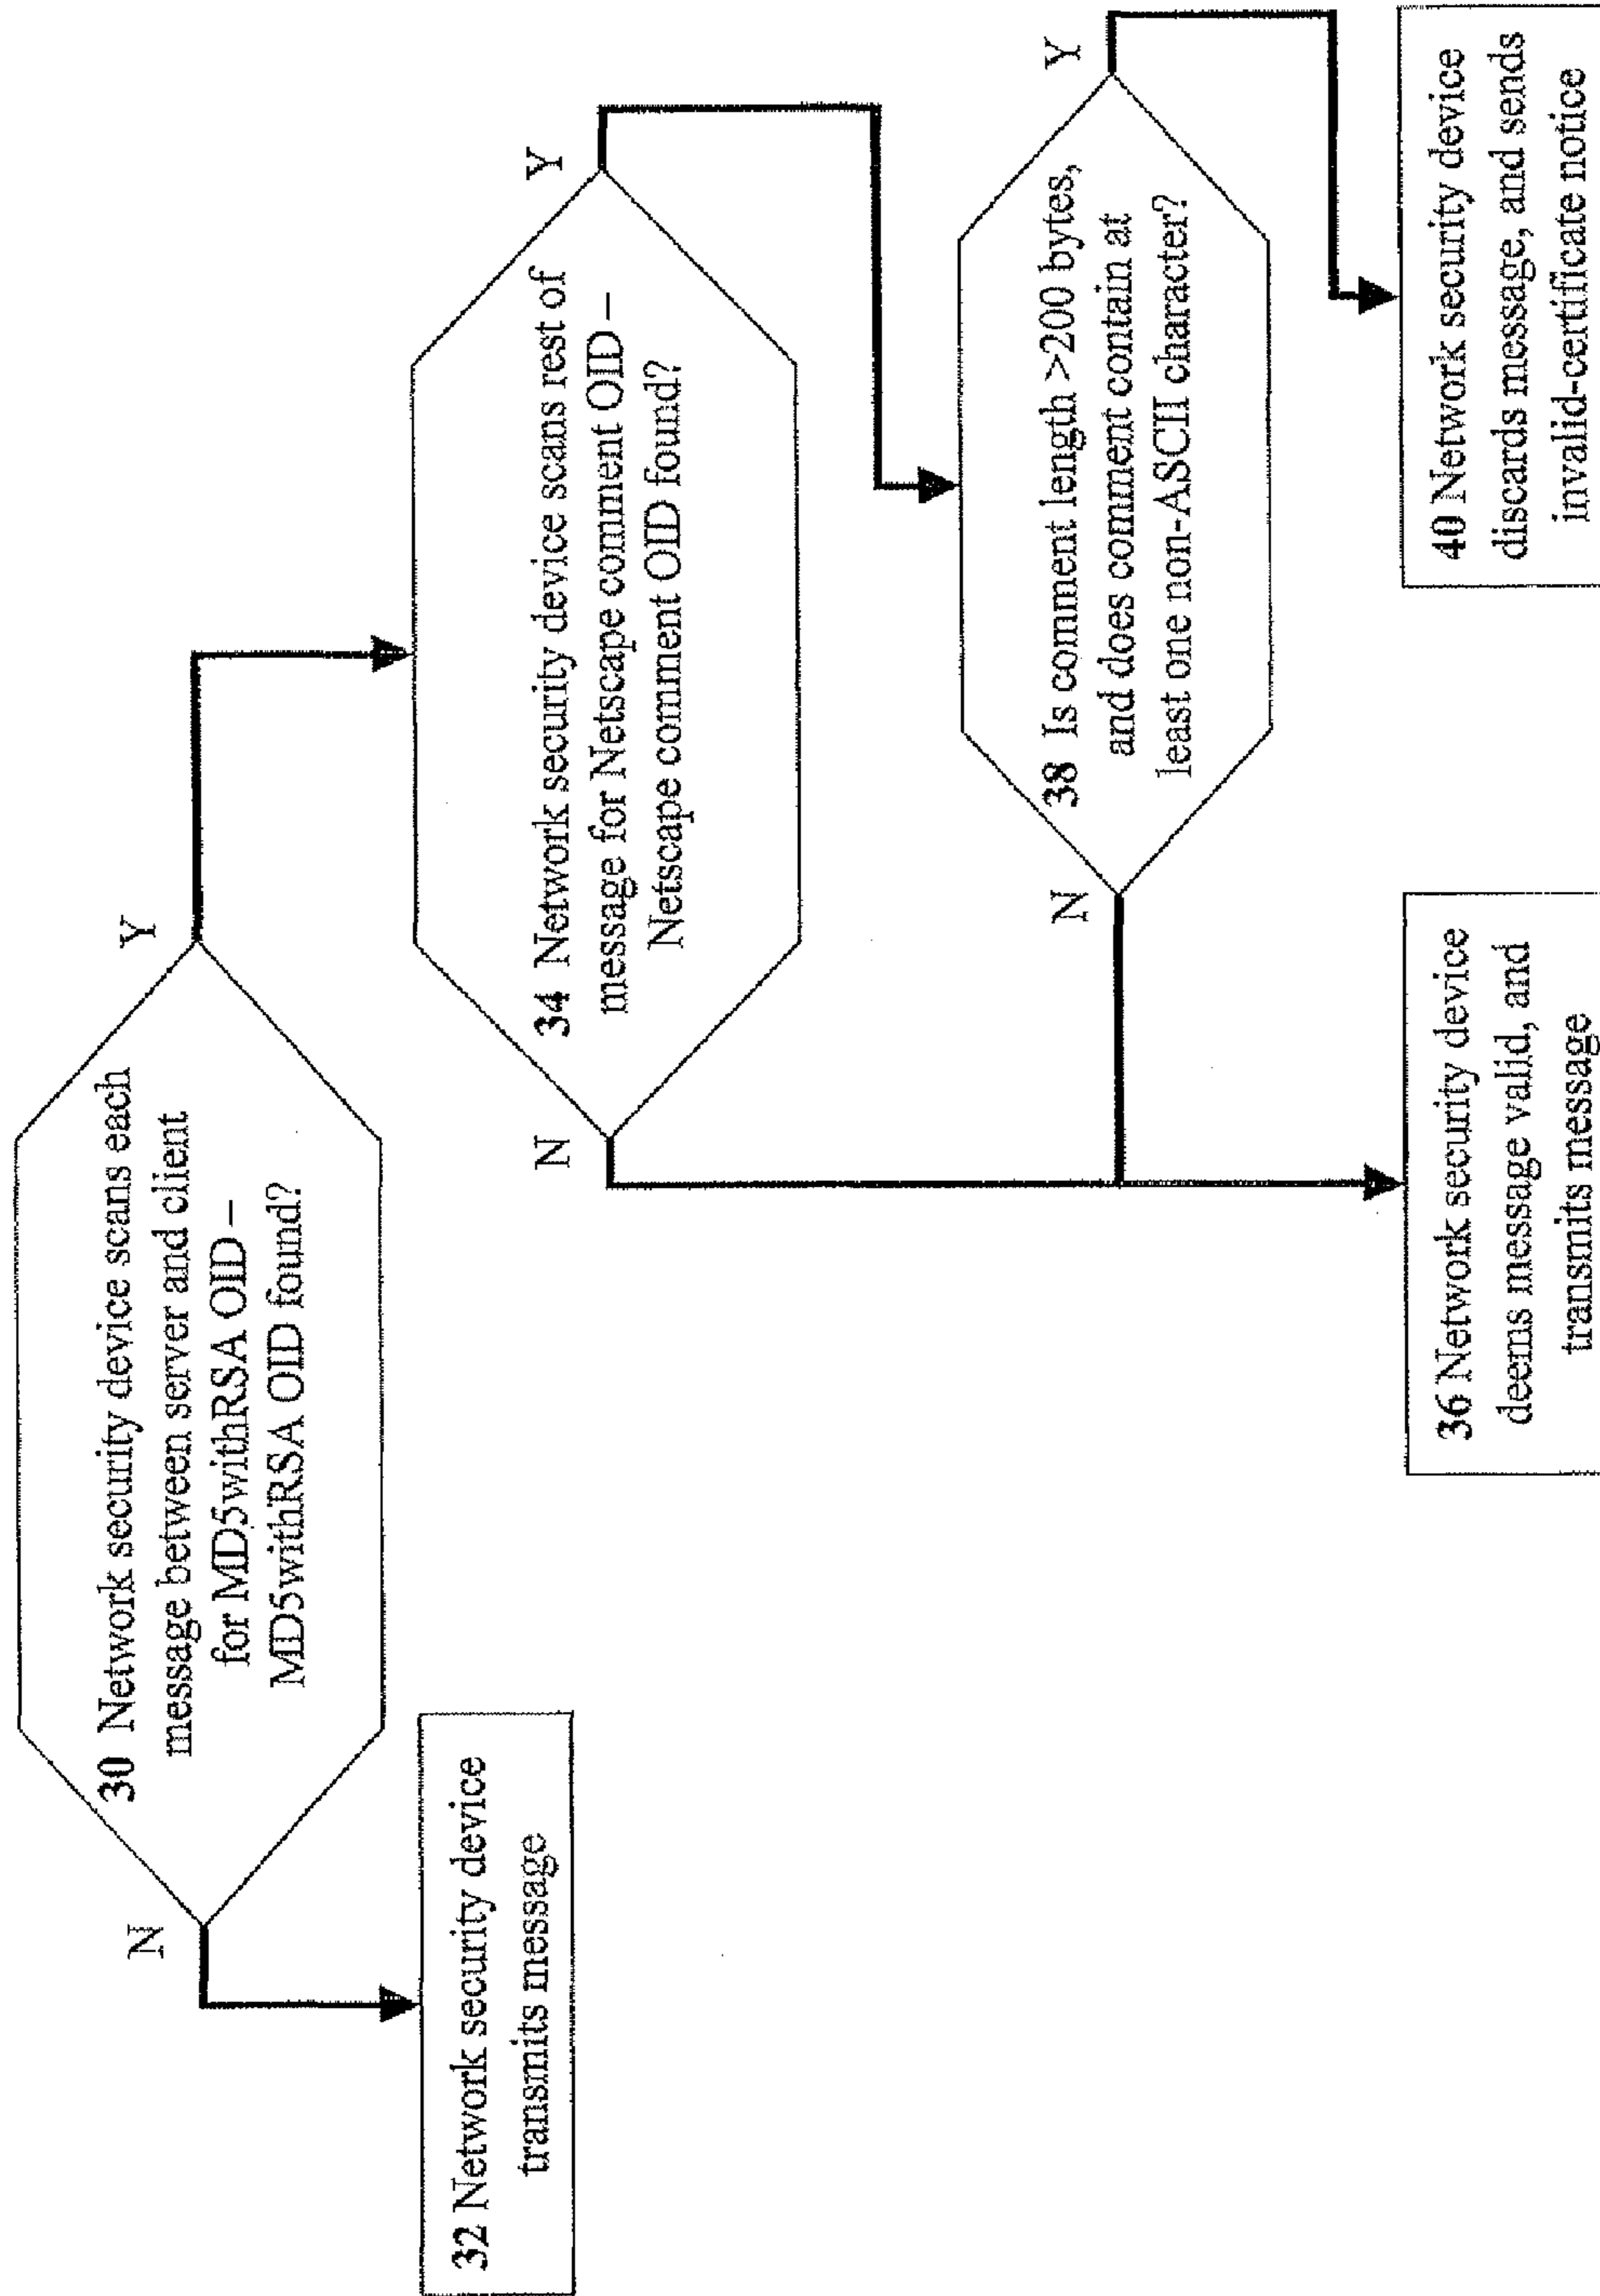 30 Network security device scans each
message between server and client
for MD5withRSA OID –
MD5withRSA OID found?
N
Y
32 Network security device
transmits message
34 Network security device scans rest of
message for Netscape comment OID –
Netscape comment OID found?
N
Y
38 Is comment length >200 bytes,
and does comment contain at
least one non-ASCII character?
N
Y
36 Network security device
deems message valid, and
transmits message
40 Network security device
discards message, and sends
invalid-certificate notice